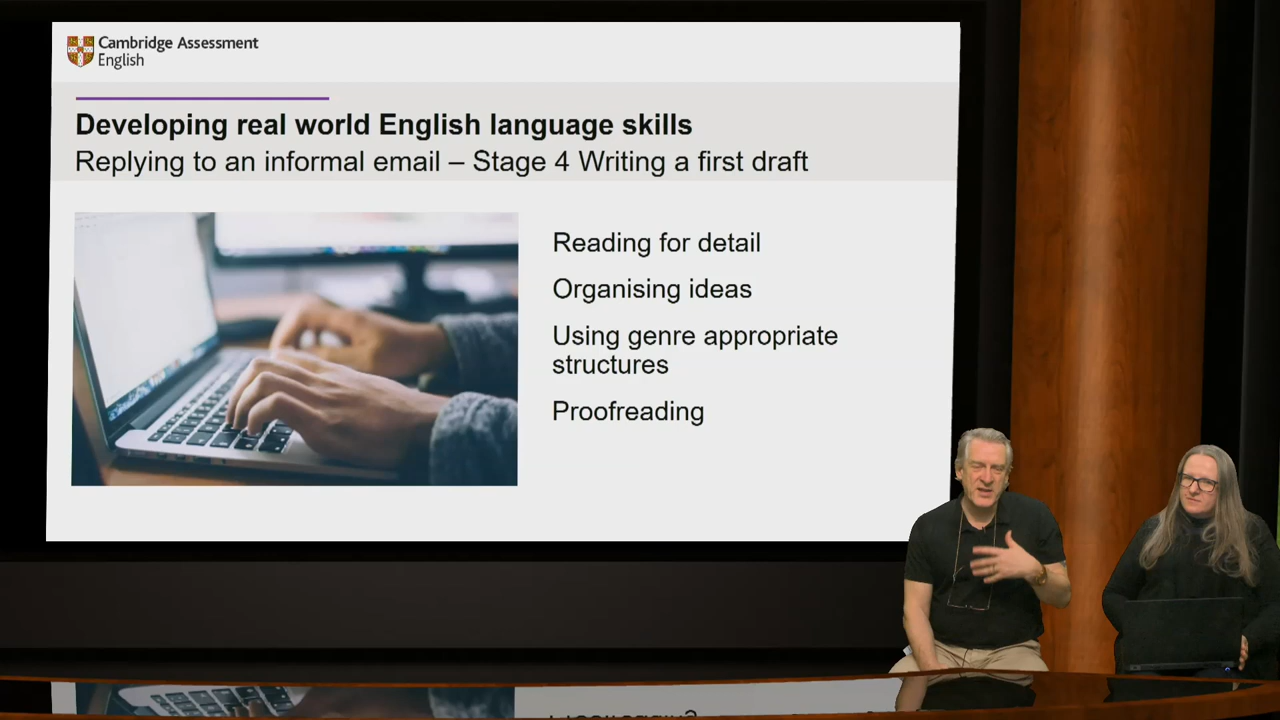 Cambridge Assessment
English
Developing real world English language skills
Replying to an informal email – Stage 4 Writing a first draft
Reading for detail
Organising ideas
Using genre appropriate
structures
Proofreading